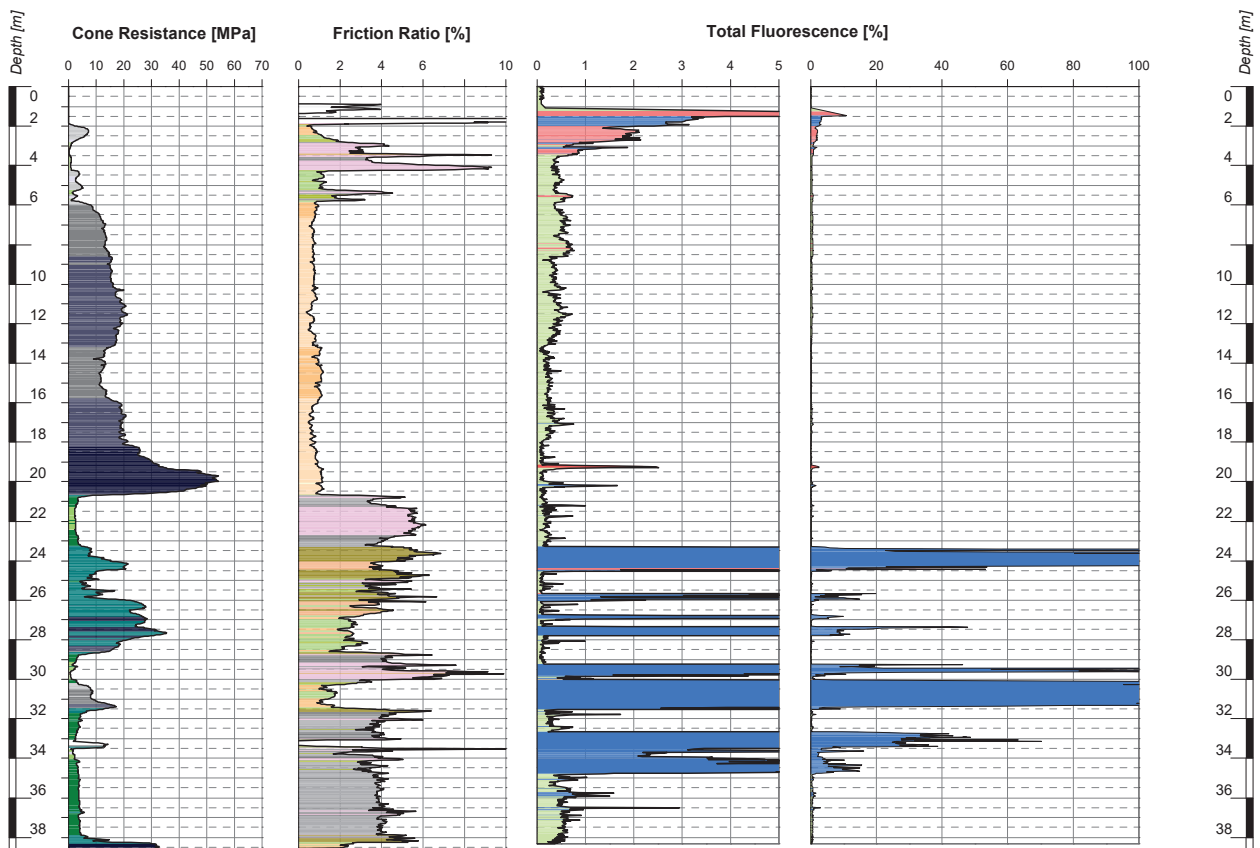 Depth [m]
Cone Resistance [MPa]
Friction Ratio [%]
Total Fluorescence [%]
Depth [m]
0 10 20 30 40 50 60 70
0 2 4 6 8 10
0 1 2 3 4 5
0 20 40 60 80 100
0 0
2 2
4 4
6 6
8
10 10
12 12
14 14
16 16
18 18
20 20
22 22
24 24
26 26
28 28
30 30
32 32
34 34
36 36
38 38